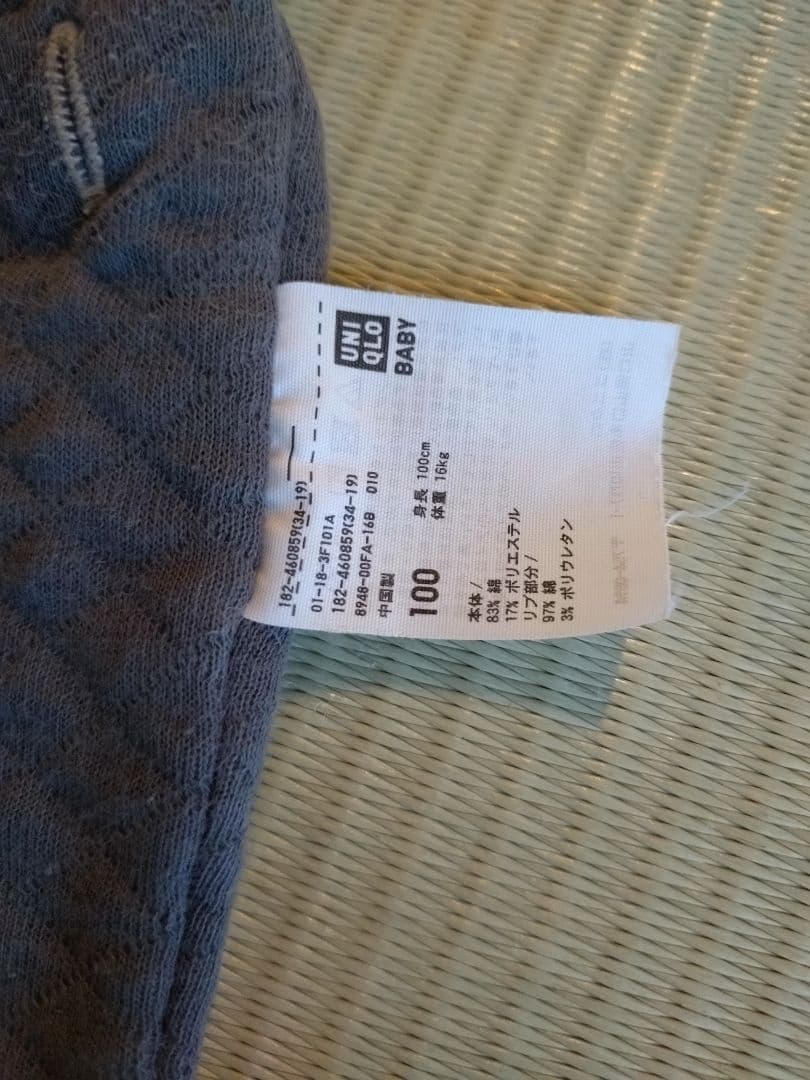 UNI
QLO
BABY
182-460859(34-19)
01-18-3F101A
182-460859(34-19)
8948-00FA-16B 010
中国製
身長 100cm
体重 16kg
100
本体/
83% 綿
17% ポリエステル
リブ部分/
97% 綿
3% ポリウレタン